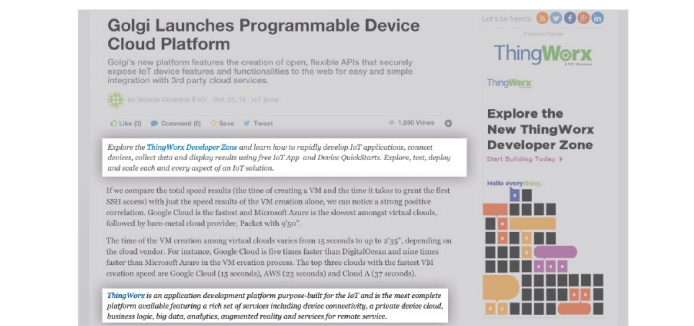 Golgi Launches Programmable Device
Cloud Platform
Golgi's new platform features the creation of open, flexible APIs that securely
expose IoT device features and functionalities to the web for easy and simple
integration with 3rd party cloud services.
Oct. 21, 15 · IoT Zone
Like (3) Comment (0) Save Tweet
1,890 Views
Explore the ThingWorx Developer Zone and learn how to rapidly develop IoT applications, connect
devices, collect data and display results using free IoT App and Device QuickStarts. Explore, test, deploy
and scale each and every aspect of an IoT solution.
If we compare the total speed results (the time of creating a VM and the time it takes to grant the first
SSH access) with just the speed results of the VM creation alone, we can notice a strong positive
correlation. Google Cloud is the fastest and Microsoft Azure is the slowest amongst virtual clouds,
followed by bare-metal cloud provider, Packet with 9'50".
The time of the VM creation among virtual clouds varies from 15 seconds to up to 2'35", depending on
the cloud vendor. For instance, Google Cloud is five times faster than DigitalOcean and nine times
faster than Microsoft Azure in the VM creation process. The top three clouds with the fastest VM
creation speed are Google Cloud (15 seconds), AWS (23 seconds) and Cloud A (37 seconds).
ThingWorx is an application development platform purpose-built for the IoT and is the most complete
platform available featuring a rich set of services including device connectivity, a private device cloud,
business logic, big data, analytics, augmented reality and services for remote service.
Let's be friends:
ThingWorx
ThingWorx
Explore the
New ThingWorx
Developer Zone
Start Building Today
Hello everything.